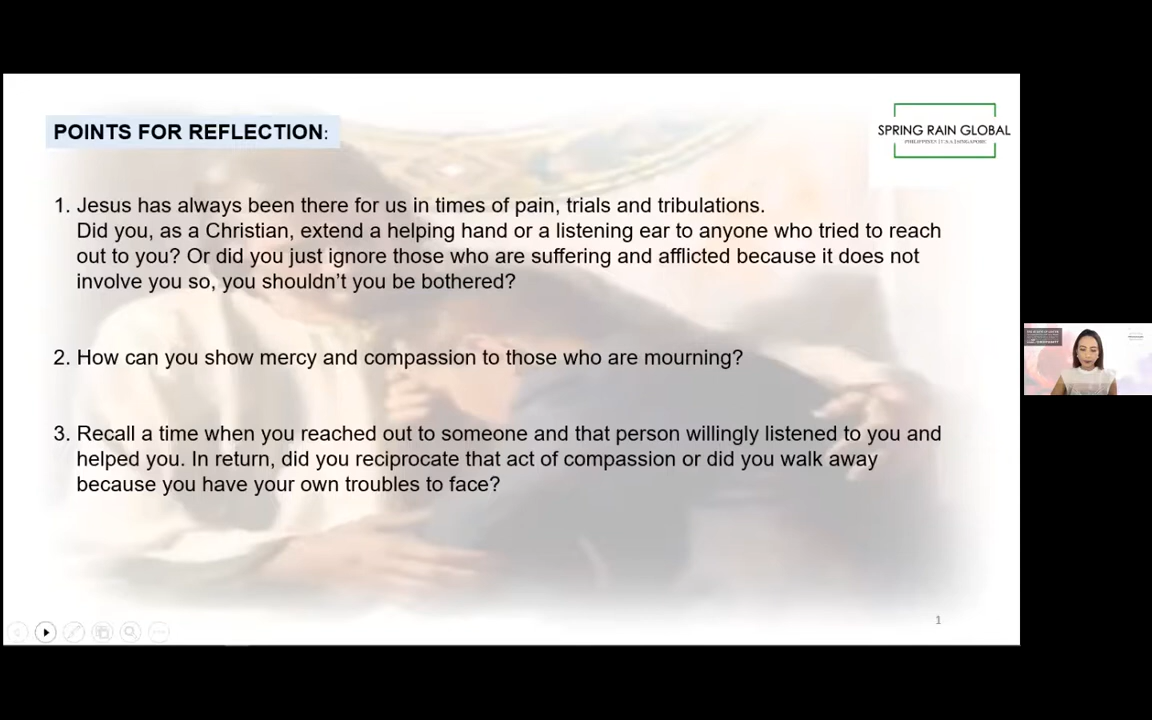 POINTS FOR REFLECTION:
SPRING RAIN GLOBAL
1. Jesus has always been there for us in times of pain, trials and tribulations.
Did you, as a Christian, extend a helping hand or a listening ear to anyone who tried to reach
out to you? Or did you just ignore those who are suffering and afflicted because it does not
involve you so, you shouldn’t you be bothered?
2. How can you show mercy and compassion to those who are mourning?
3. Recall a time when you reached out to someone and that person willingly listened to you and
helped you. In return, did you reciprocate that act of compassion or did you walk away
because you have your own troubles to face?
1